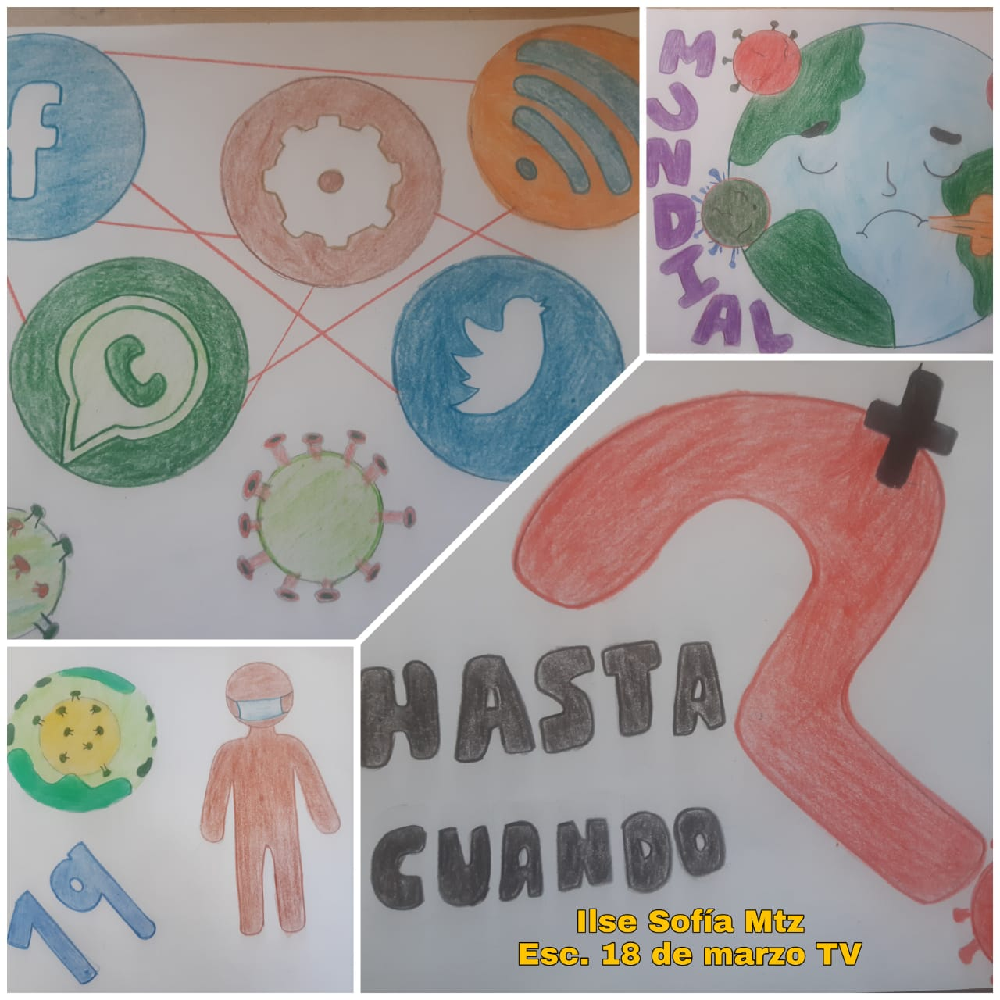 f
MUNDIAL
19
HASTA
CUANDO
?
Ilse Sofía Mtz
Esc. 18 de marzo TV